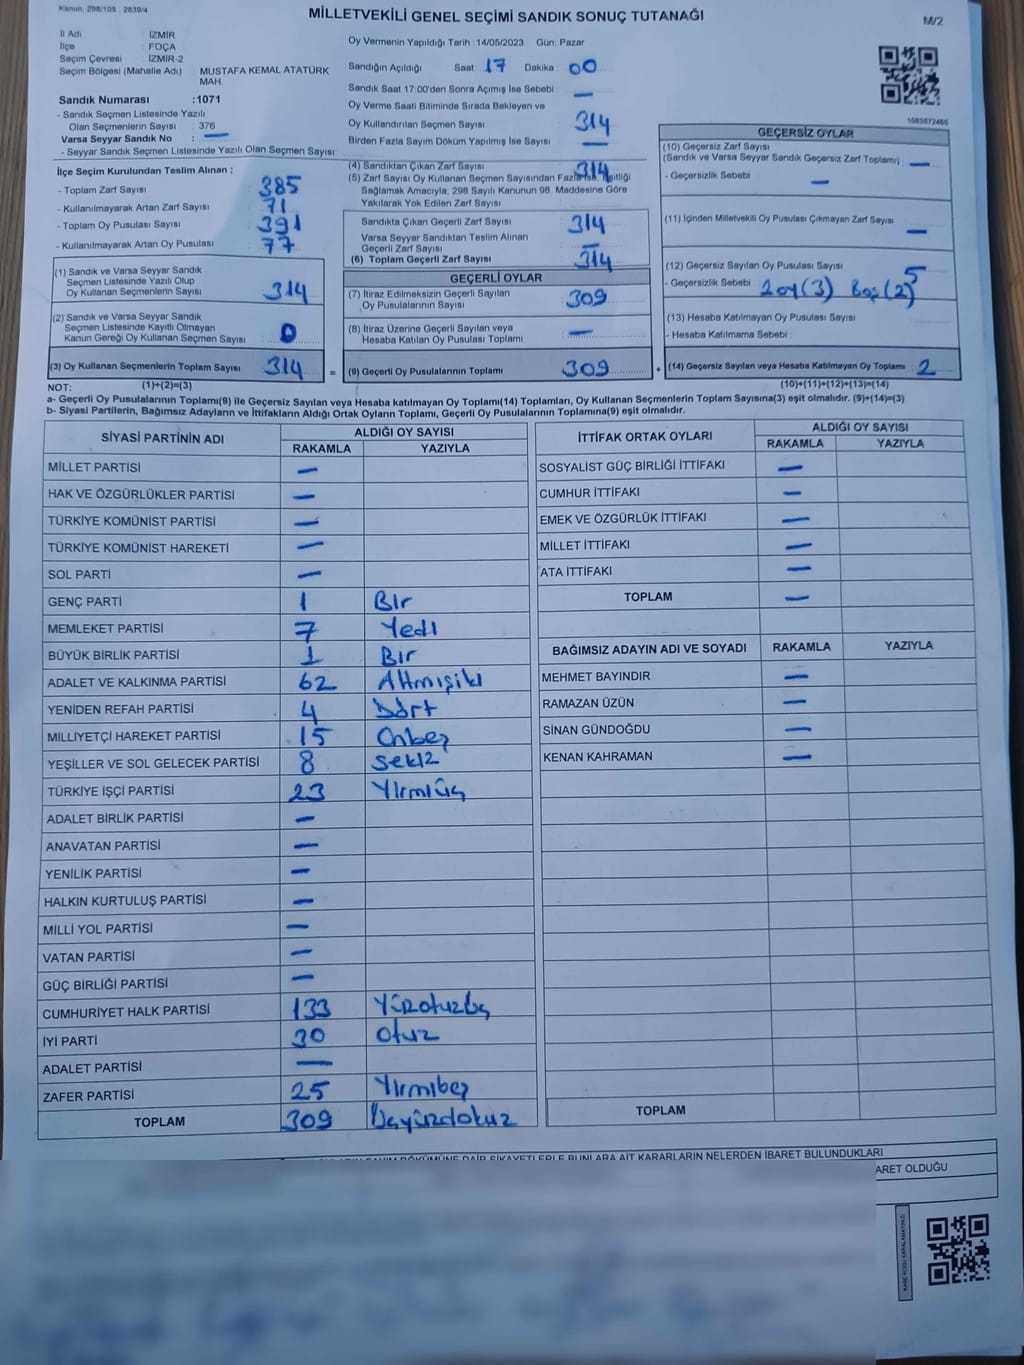 Kanun, 298/105 , 2839/4
MİLLETVEKİLİ GENEL SEÇİMİ SANDIK SONUÇ TUTANAĞI
M/2
İl Adı : İZMİR
İlçe : FOÇA
Seçim Çevresi : İZMİR-2
Seçim Bölgesi (Mahalle Adı) : MUSTAFA KEMAL ATATÜRK MAH
Sandık Numarası :1071
- Sandık Seçmen Listesinde Yazılı Olan Seçmenlerin Sayısı : 376
Varsa Seyyar Sandık No : —
- Seyyar Sandık Seçmen Listesinde Yazılı Olan Seçmen Sayısı:
İlçe Seçim Kurulundan Teslim Alınan ;
- Toplam Zarf Sayısı : 385
- Kullanılmayarak Artan Zarf Sayısı : 71
- Toplam Oy Pusulası Sayısı : 391
- Kullanılmayarak Artan Oy Pusulası : 77
(1) Sandık ve Varsa Seyyar Sandık
Seçmen Listesinde Yazılı Olup
Oy Kullanan Seçmenlerin Sayısı : 314
(2) Sandık ve Varsa Seyyar Sandık
Seçmen Listesinde Kayıtlı Olmayan
Kanun Gereği Oy Kullanan Seçmen Sayısı : 0
(3) Oy Kullanan Seçmenlerin Toplam Sayısı 314
Oy Vermenin Yapıldığı Tarih : 14/05/2023 Gün: Pazar
Sandığın Açıldığı Saat 17 Dakika : 00
Sandık Saat 17.00'den Sonra Açımış İse Sebebi : —
Oy Verme Saati Bitiminde Sırada Bekleyen ve
Oy Kullandırılan Seçmen Sayısı : 314
Birden Fazla Sayım Döküm Yapılmış İse Sayısı : —
(4) Sandıktan Çıkan Zarf Sayısı : 314
(5) Zarf Sayısı Oy Kullanan Seçmen Sayısından Fazla İse, Eşitliği
Sağlamak Amacıyla, 298 Sayılı Kanunun 98. Maddesine Göre
Yakılarak Yok Edilen Zarf Sayısı :
Sandıkta Çıkan Geçerli Zarf Sayısı : 314
Varsa Seyyar Sandıktan Teslim Alınan
Geçerli Zarf Sayısı : —
(6) Toplam Geçerli Zarf Sayısı : 314
GEÇERLİ OYLAR
(7) İtiraz Edilmeksizin Geçerli Sayılan
Oy Pusulalarının Sayısı : 309
(8) İtiraz Üzerine Geçerli Sayılan veya
Hesaba Katılan Oy Pusulası Toplamı : —
= (9) Geçerli Oy Pusulalarının Toplamı : 309
1083072465
GEÇERSİZ OYLAR
(10) Geçersiz Zarf Sayısı
(Sandık ve Varsa Seyyar Sandık Geçersiz Zarf Toplamı) : —
- Geçersizlik Sebebi : —
(11) İçinden Milletvekili Oy Pusulası Çıkmayan Zarf Sayısı : —
(12) Geçersiz Sayılan Oy Pusulası Sayısı : 5
- Geçersizlik Sebebi : 2oy(3) Boş(2)
(13) Hesaba Katılmayan Oy Pusulası Sayısı :
- Hesaba Katılmama Sebebi :
+ (14) Geçersiz Sayılan veya Hesaba Katılmayan Oy Toplamı : 2
NOT: (1)+(2)=(3) (10)+(11)+(12)+(13)=(14)
a- Geçerli Oy Pusulalarının Toplamı(9) ile Geçersiz Sayılan veya Hesaba katılmayan Oy Toplamı(14) Toplamları, Oy Kullanan Seçmenlerin Toplam Sayısına(3) eşit olmalıdır. (9)+(14)=(3)
b- Siyasi Partilerin, Bağımsız Adayların ve İttifakların Aldığı Ortak Oyların Toplamı, Geçerli Oy Pusulalarının Toplamına(9) eşit olmalıdır.
SİYASİ PARTİNİN ADI ALDIĞI OY SAYISI
RAKAMLA YAZIYLA
MİLLET PARTİSİ —
HAK VE ÖZGÜRLÜKLER PARTİSİ —
TÜRKİYE KOMÜNİST PARTİSİ —
TÜRKİYE KOMÜNİST HAREKETİ —
SOL PARTİ —
GENÇ PARTİ 1 Bir
MEMLEKET PARTİSİ 7 Yedi
BÜYÜK BİRLİK PARTİSİ 1 Bir
ADALET VE KALKINMA PARTİSİ 62 Altmışiki
YENİDEN REFAH PARTİSİ 4 Dört
MİLLİYETÇİ HAREKET PARTİSİ 15 Onbeş
YEŞİLLER VE SOL GELECEK PARTİSİ 8 sekiz
TÜRKİYE İŞÇİ PARTİSİ 23 Yirmiüç
ADALET BİRLİK PARTİSİ —
ANAVATAN PARTİSİ —
YENİLİK PARTİSİ —
HALKIN KURTULUŞ PARTİSİ —
MİLLİ YOL PARTİSİ —
VATAN PARTİSİ —
GÜÇ BİRLİĞİ PARTİSİ —
CUMHURİYET HALK PARTİSİ 133 Yüzotuzüç
İYİ PARTİ 30 otuz
ADALET PARTİSİ —
ZAFER PARTİSİ 25 Yirmibeş
TOPLAM 309 Üçyüzdokuz
İTTİFAK ORTAK OYLARI ALDIĞI OY SAYISI
RAKAMLA YAZIYLA
SOSYALİST GÜÇ BİRLİĞİ İTTİFAKI —
CUMHUR İTTİFAKI —
EMEK VE ÖZGÜRLÜK İTTİFAKI —
MİLLET İTTİFAKI —
ATA İTTİFAKI —
TOPLAM —
BAĞIMSIZ ADAYIN ADI VE SOYADI RAKAMLA YAZIYLA
MEHMET BAYINDIR —
RAMAZAN ÜZÜN —
SİNAN GÜNDOĞDU —
KENAN KAHRAMAN —
TOPLAM
DÖKÜMÜNE DAİR ŞİKAYETLERLE BUNLARA AİT KARARLARIN NELERDEN İBARET BULUNDUKLARI
ARET OLDUĞU